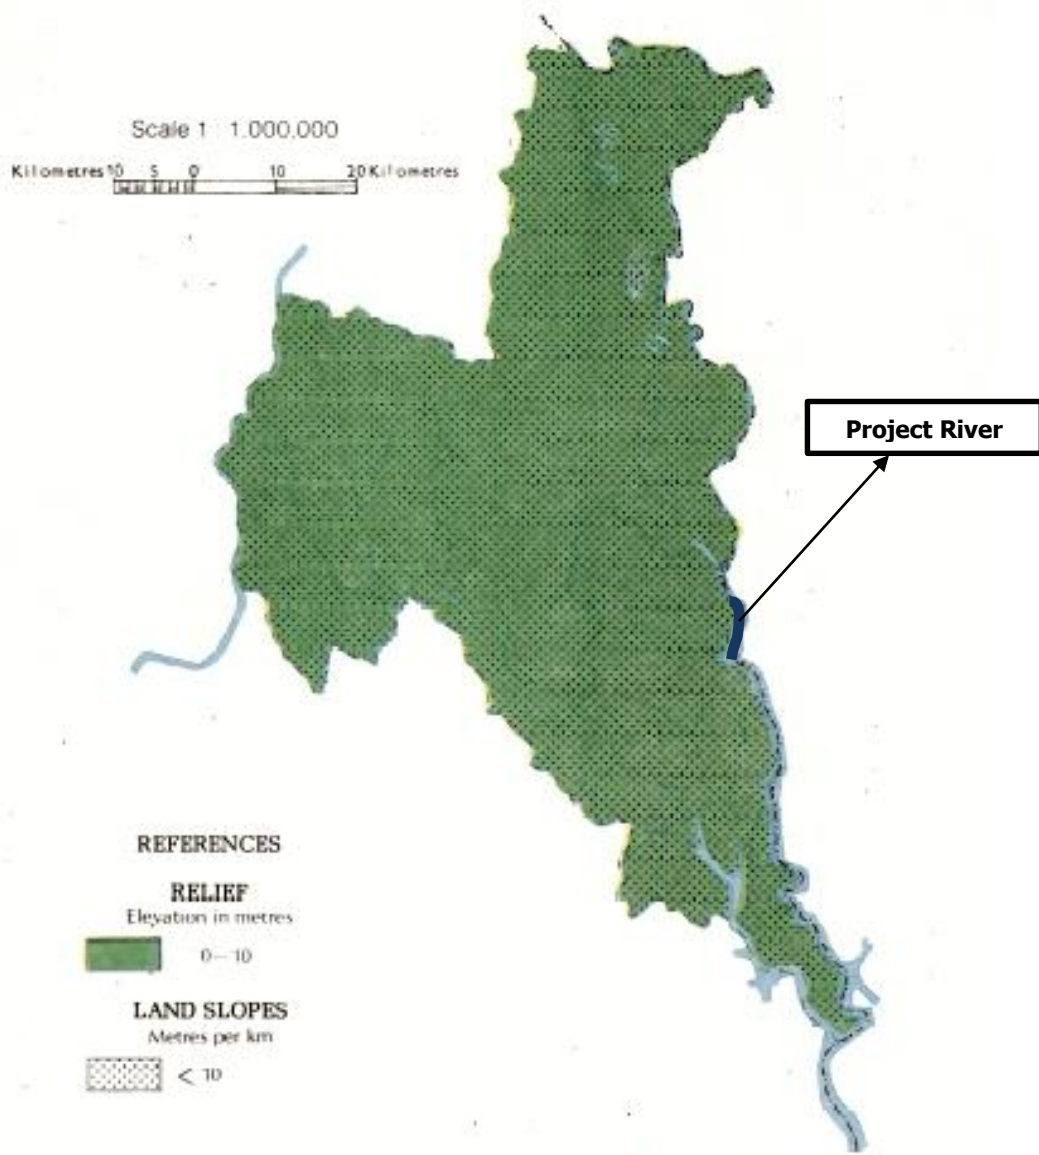 Scale 1 : 1.000.000
Kilometres 10 5 0 10 20 Kilometres
Project River
REFERENCES
RELIEF
Elevation in metres
0–10
LAND SLOPES
Metres per km
< 10